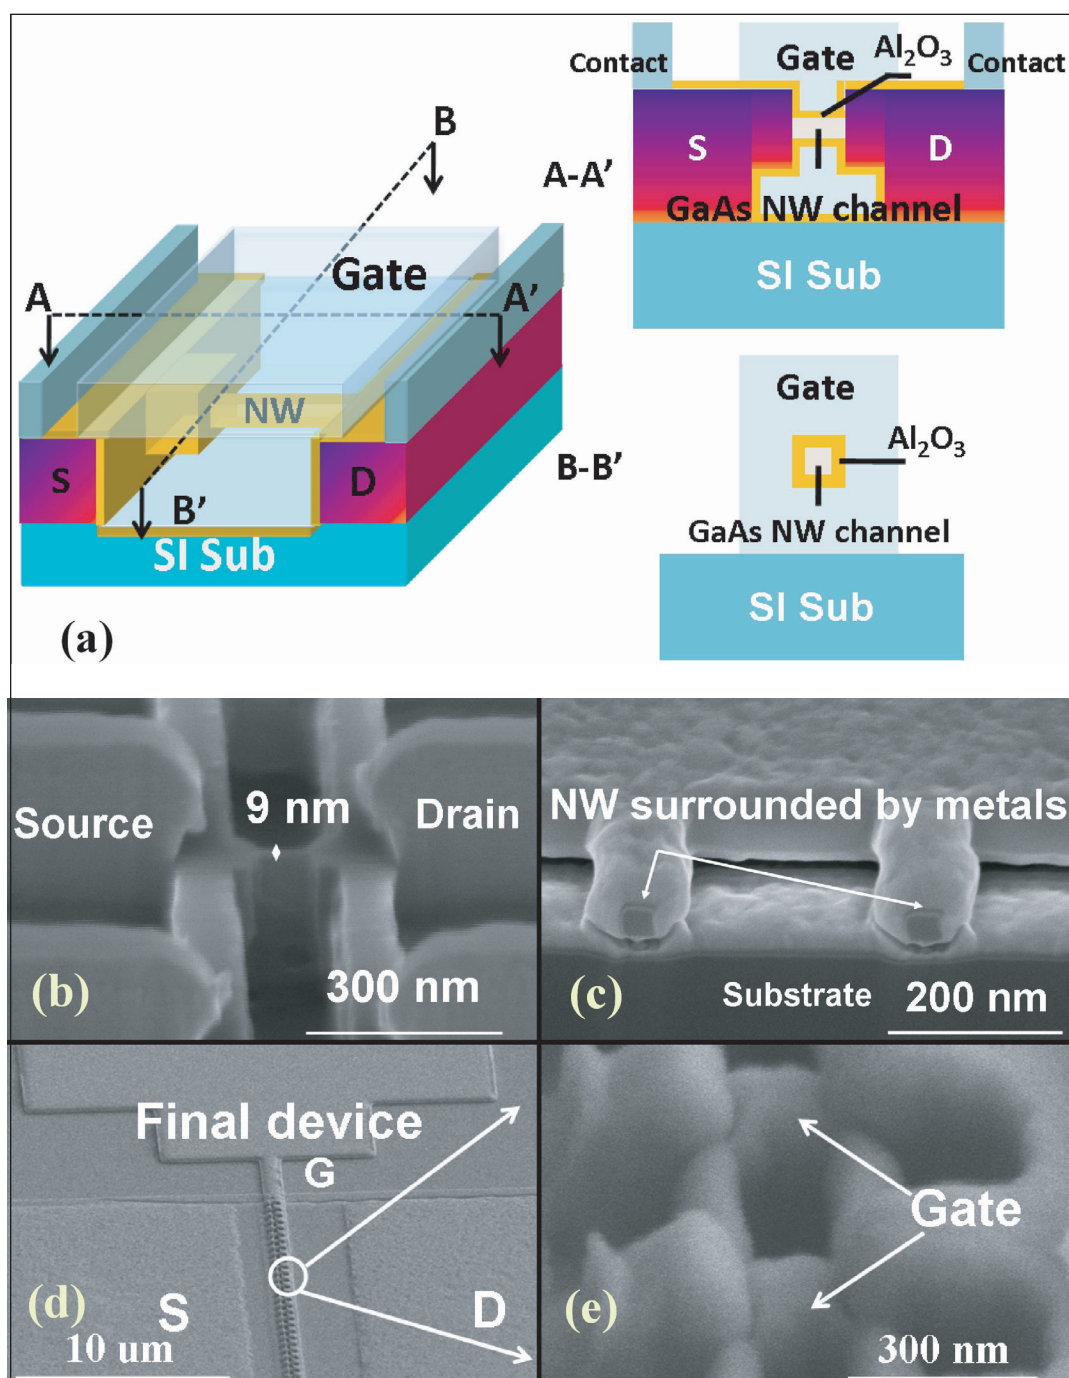 B
A
A'
Gate
NW
S
D
B'
SI Sub
(a)
Contact
Gate
Al₂O₃
Contact
S
D
A-A'
GaAs NW channel
SI Sub
B-B'
Gate
Al₂O₃
GaAs NW channel
SI Sub
Source
9 nm
Drain
(b)
300 nm
NW surrounded by metals
(c)
Substrate
200 nm
Final device
G
(d)
S
D
10 um
Gate
(e)
300 nm